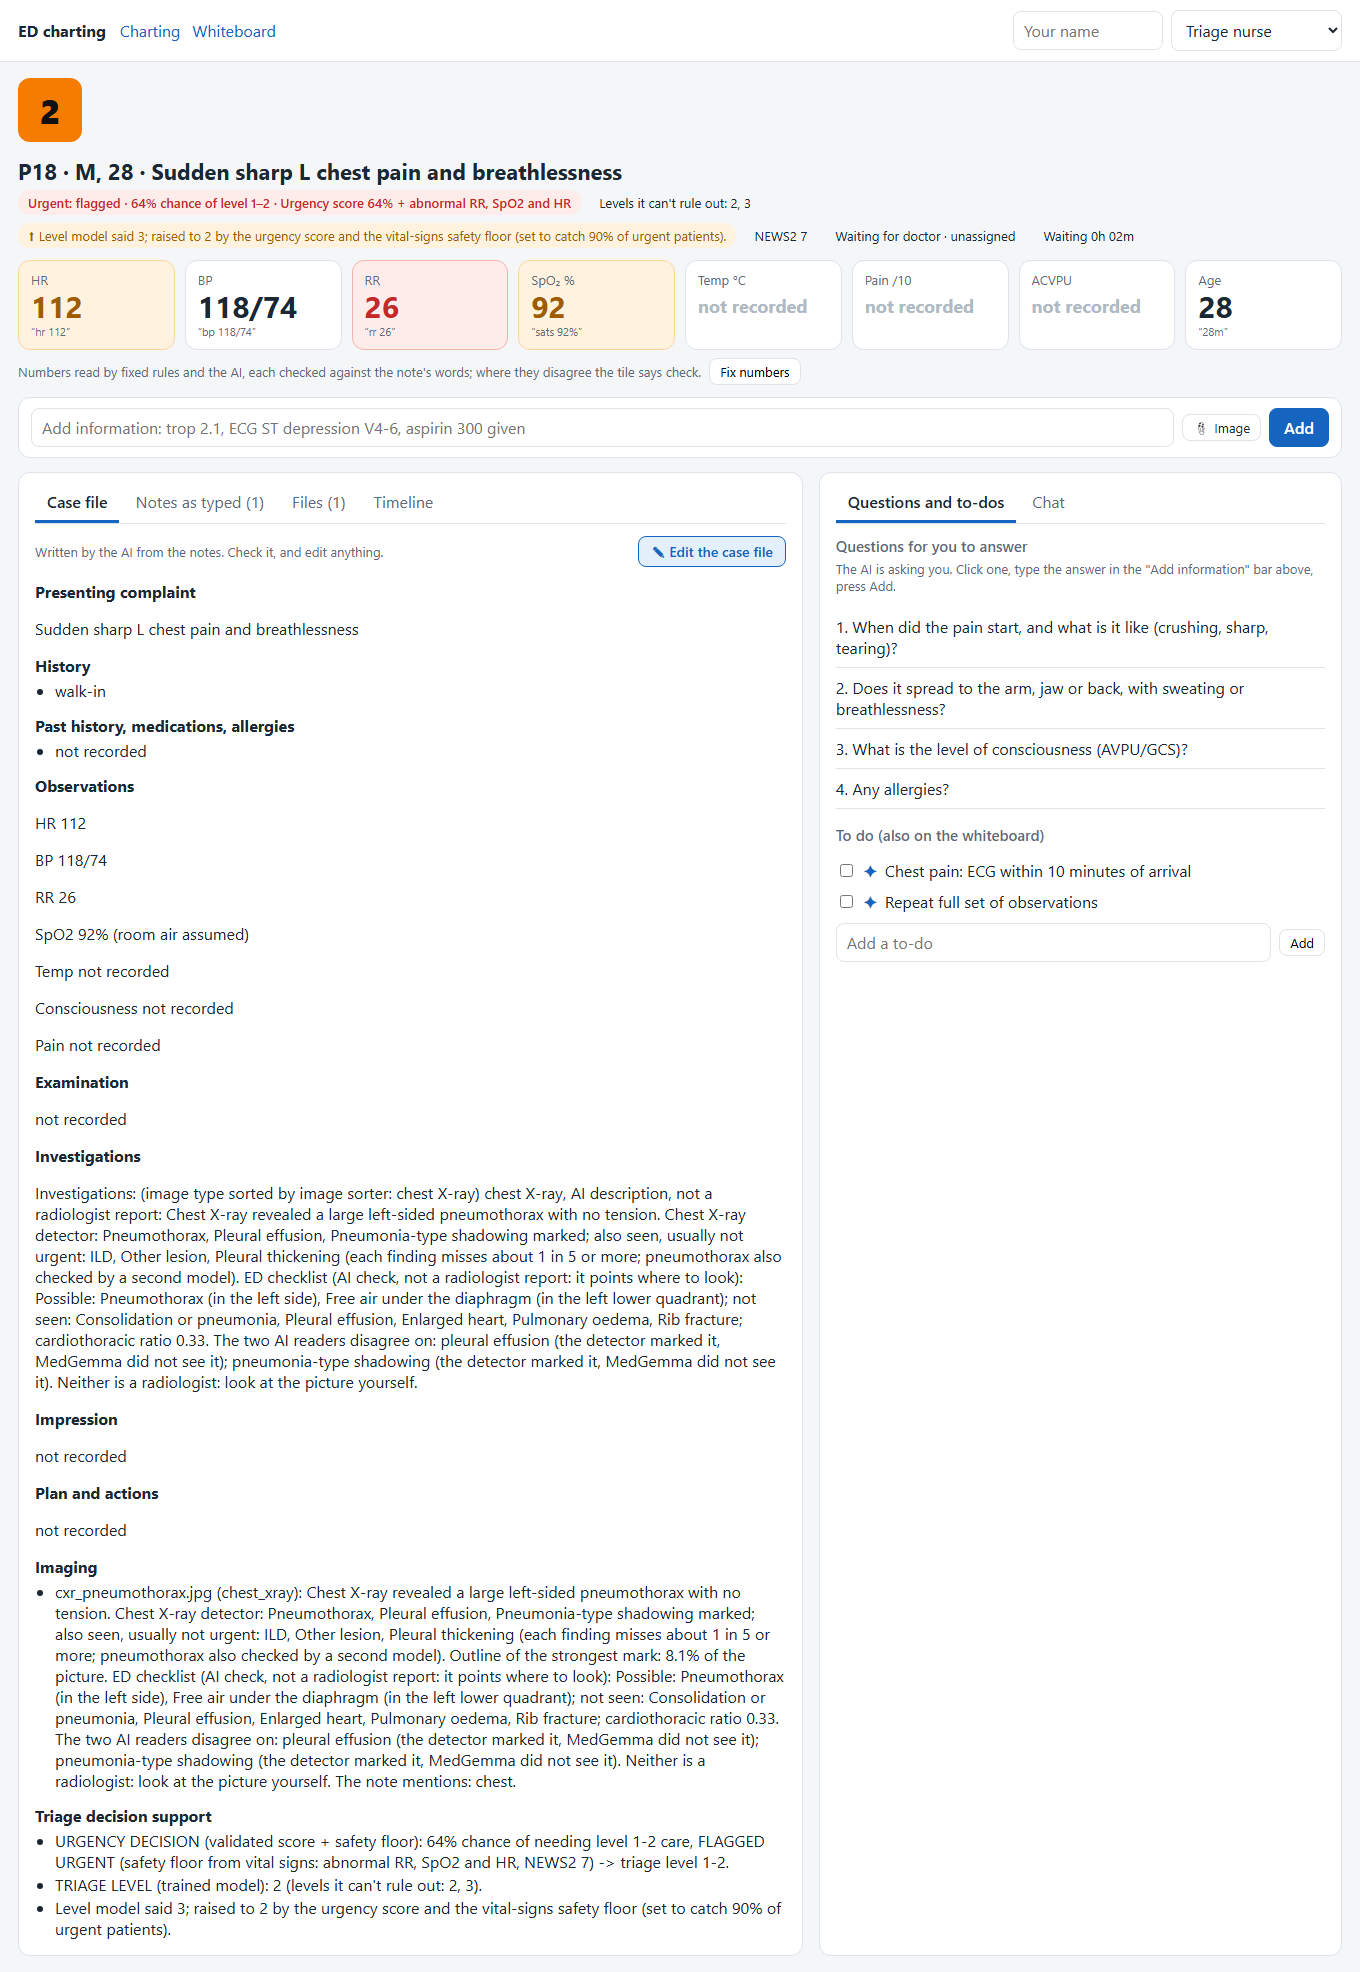 ED charting Charting Whiteboard Your name Triage nurse
2
P18 · M, 28 · Sudden sharp L chest pain and breathlessness
Urgent: flagged · 64% chance of level 1–2 · Urgency score 64% + abnormal RR, SpO2 and HR Levels it can't rule out: 2, 3
⬆ Level model said 3; raised to 2 by the urgency score and the vital-signs safety floor (set to catch 90% of urgent patients). NEWS2 7 Waiting for doctor · unassigned Waiting 0h 02m
HR BP RR SpO₂ % Temp °C Pain /10 ACVPU Age
112 118/74 26 92 not recorded not recorded not recorded 28
"hr 112" "bp 118/74" "rr 26" "sats 92%" "28m"
Numbers read by fixed rules and the AI, each checked against the note's words; where they disagree the tile says check. Fix numbers
Add information: trop 2.1, ECG ST depression V4-6, aspirin 300 given Image Add
Case file Notes as typed (1) Files (1) Timeline
Written by the AI from the notes. Check it, and edit anything. Edit the case file
Presenting complaint
Sudden sharp L chest pain and breathlessness
History
• walk-in
Past history, medications, allergies
• not recorded
Observations
HR 112
BP 118/74
RR 26
SpO2 92% (room air assumed)
Temp not recorded
Consciousness not recorded
Pain not recorded
Examination
not recorded
Investigations
Investigations: (image type sorted by image sorter: chest X-ray) chest X-ray, AI description, not a
radiologist report: Chest X-ray revealed a large left-sided pneumothorax with no tension. Chest X-ray
detector: Pneumothorax, Pleural effusion, Pneumonia-type shadowing marked; also seen, usually not
urgent: ILD, Other lesion, Pleural thickening (each finding misses about 1 in 5 or more; pneumothorax also
checked by a second model). ED checklist (AI check, not a radiologist report: it points where to look):
Possible: Pneumothorax (in the left side), Free air under the diaphragm (in the left lower quadrant); not
seen: Consolidation or pneumonia, Pleural effusion, Enlarged heart, Pulmonary oedema, Rib fracture;
cardiothoracic ratio 0.33. The two AI readers disagree on: pleural effusion (the detector marked it,
MedGemma did not see it); pneumonia-type shadowing (the detector marked it, MedGemma did not see
it). Neither is a radiologist: look at the picture yourself.
Impression
not recorded
Plan and actions
not recorded
Imaging
• cxr_pneumothorax.jpg (chest_xray): Chest X-ray revealed a large left-sided pneumothorax with no
tension. Chest X-ray detector: Pneumothorax, Pleural effusion, Pneumonia-type shadowing marked;
also seen, usually not urgent: ILD, Other lesion, Pleural thickening (each finding misses about 1 in 5 or
more; pneumothorax also checked by a second model). Outline of the strongest mark: 8.1% of the
picture. ED checklist (AI check, not a radiologist report: it points where to look): Possible: Pneumothorax
(in the left side), Free air under the diaphragm (in the left lower quadrant); not seen: Consolidation or
pneumonia, Pleural effusion, Enlarged heart, Pulmonary oedema, Rib fracture; cardiothoracic ratio 0.33.
The two AI readers disagree on: pleural effusion (the detector marked it, MedGemma did not see it);
pneumonia-type shadowing (the detector marked it, MedGemma did not see it). Neither is a
radiologist: look at the picture yourself. The note mentions: chest.
Triage decision support
• URGENCY DECISION (validated score + safety floor): 64% chance of needing level 1-2 care, FLAGGED
URGENT (safety floor from vital signs: abnormal RR, SpO2 and HR, NEWS2 7) -> triage level 1-2.
• TRIAGE LEVEL (trained model): 2 (levels it can't rule out: 2, 3).
• Level model said 3; raised to 2 by the urgency score and the vital-signs safety floor (set to catch 90% of
urgent patients).
Questions and to-dos Chat
Questions for you to answer
The AI is asking you. Click one, type the answer in the "Add information" bar above,
press Add.
1. When did the pain start, and what is it like (crushing, sharp,
tearing)?
2. Does it spread to the arm, jaw or back, with sweating or
breathlessness?
3. What is the level of consciousness (AVPU/GCS)?
4. Any allergies?
To do (also on the whiteboard)
Chest pain: ECG within 10 minutes of arrival
Repeat full set of observations
Add a to-do Add